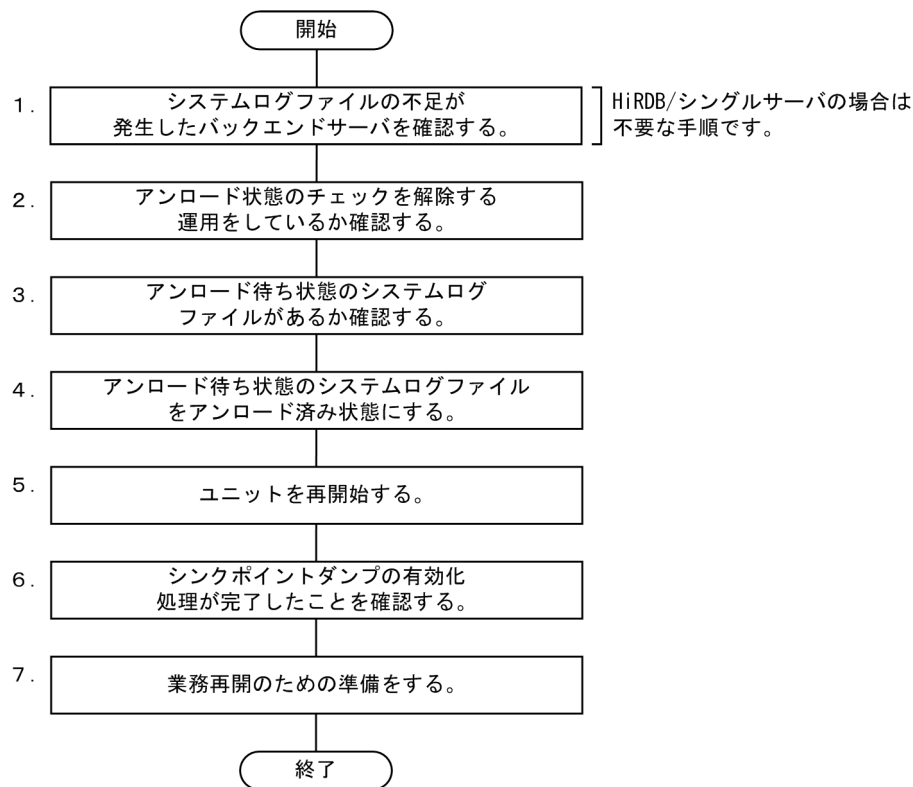 開始
1. システムログファイルの不足が
発生したバックエンドサーバを確認する。
HiRDB/シングルサーバの場合は
不要な手順です。
2. アンロード状態のチェックを解除する
運用をしているか確認する。
3. アンロード待ち状態のシステムログ
ファイルがあるか確認する。
4. アンロード待ち状態のシステムログファイル
をアンロード済み状態にする。
5. ユニットを再開始する。
6. シンクポイントダンプの有効化
処理が完了したことを確認する。
7. 業務再開のための準備をする。
終了